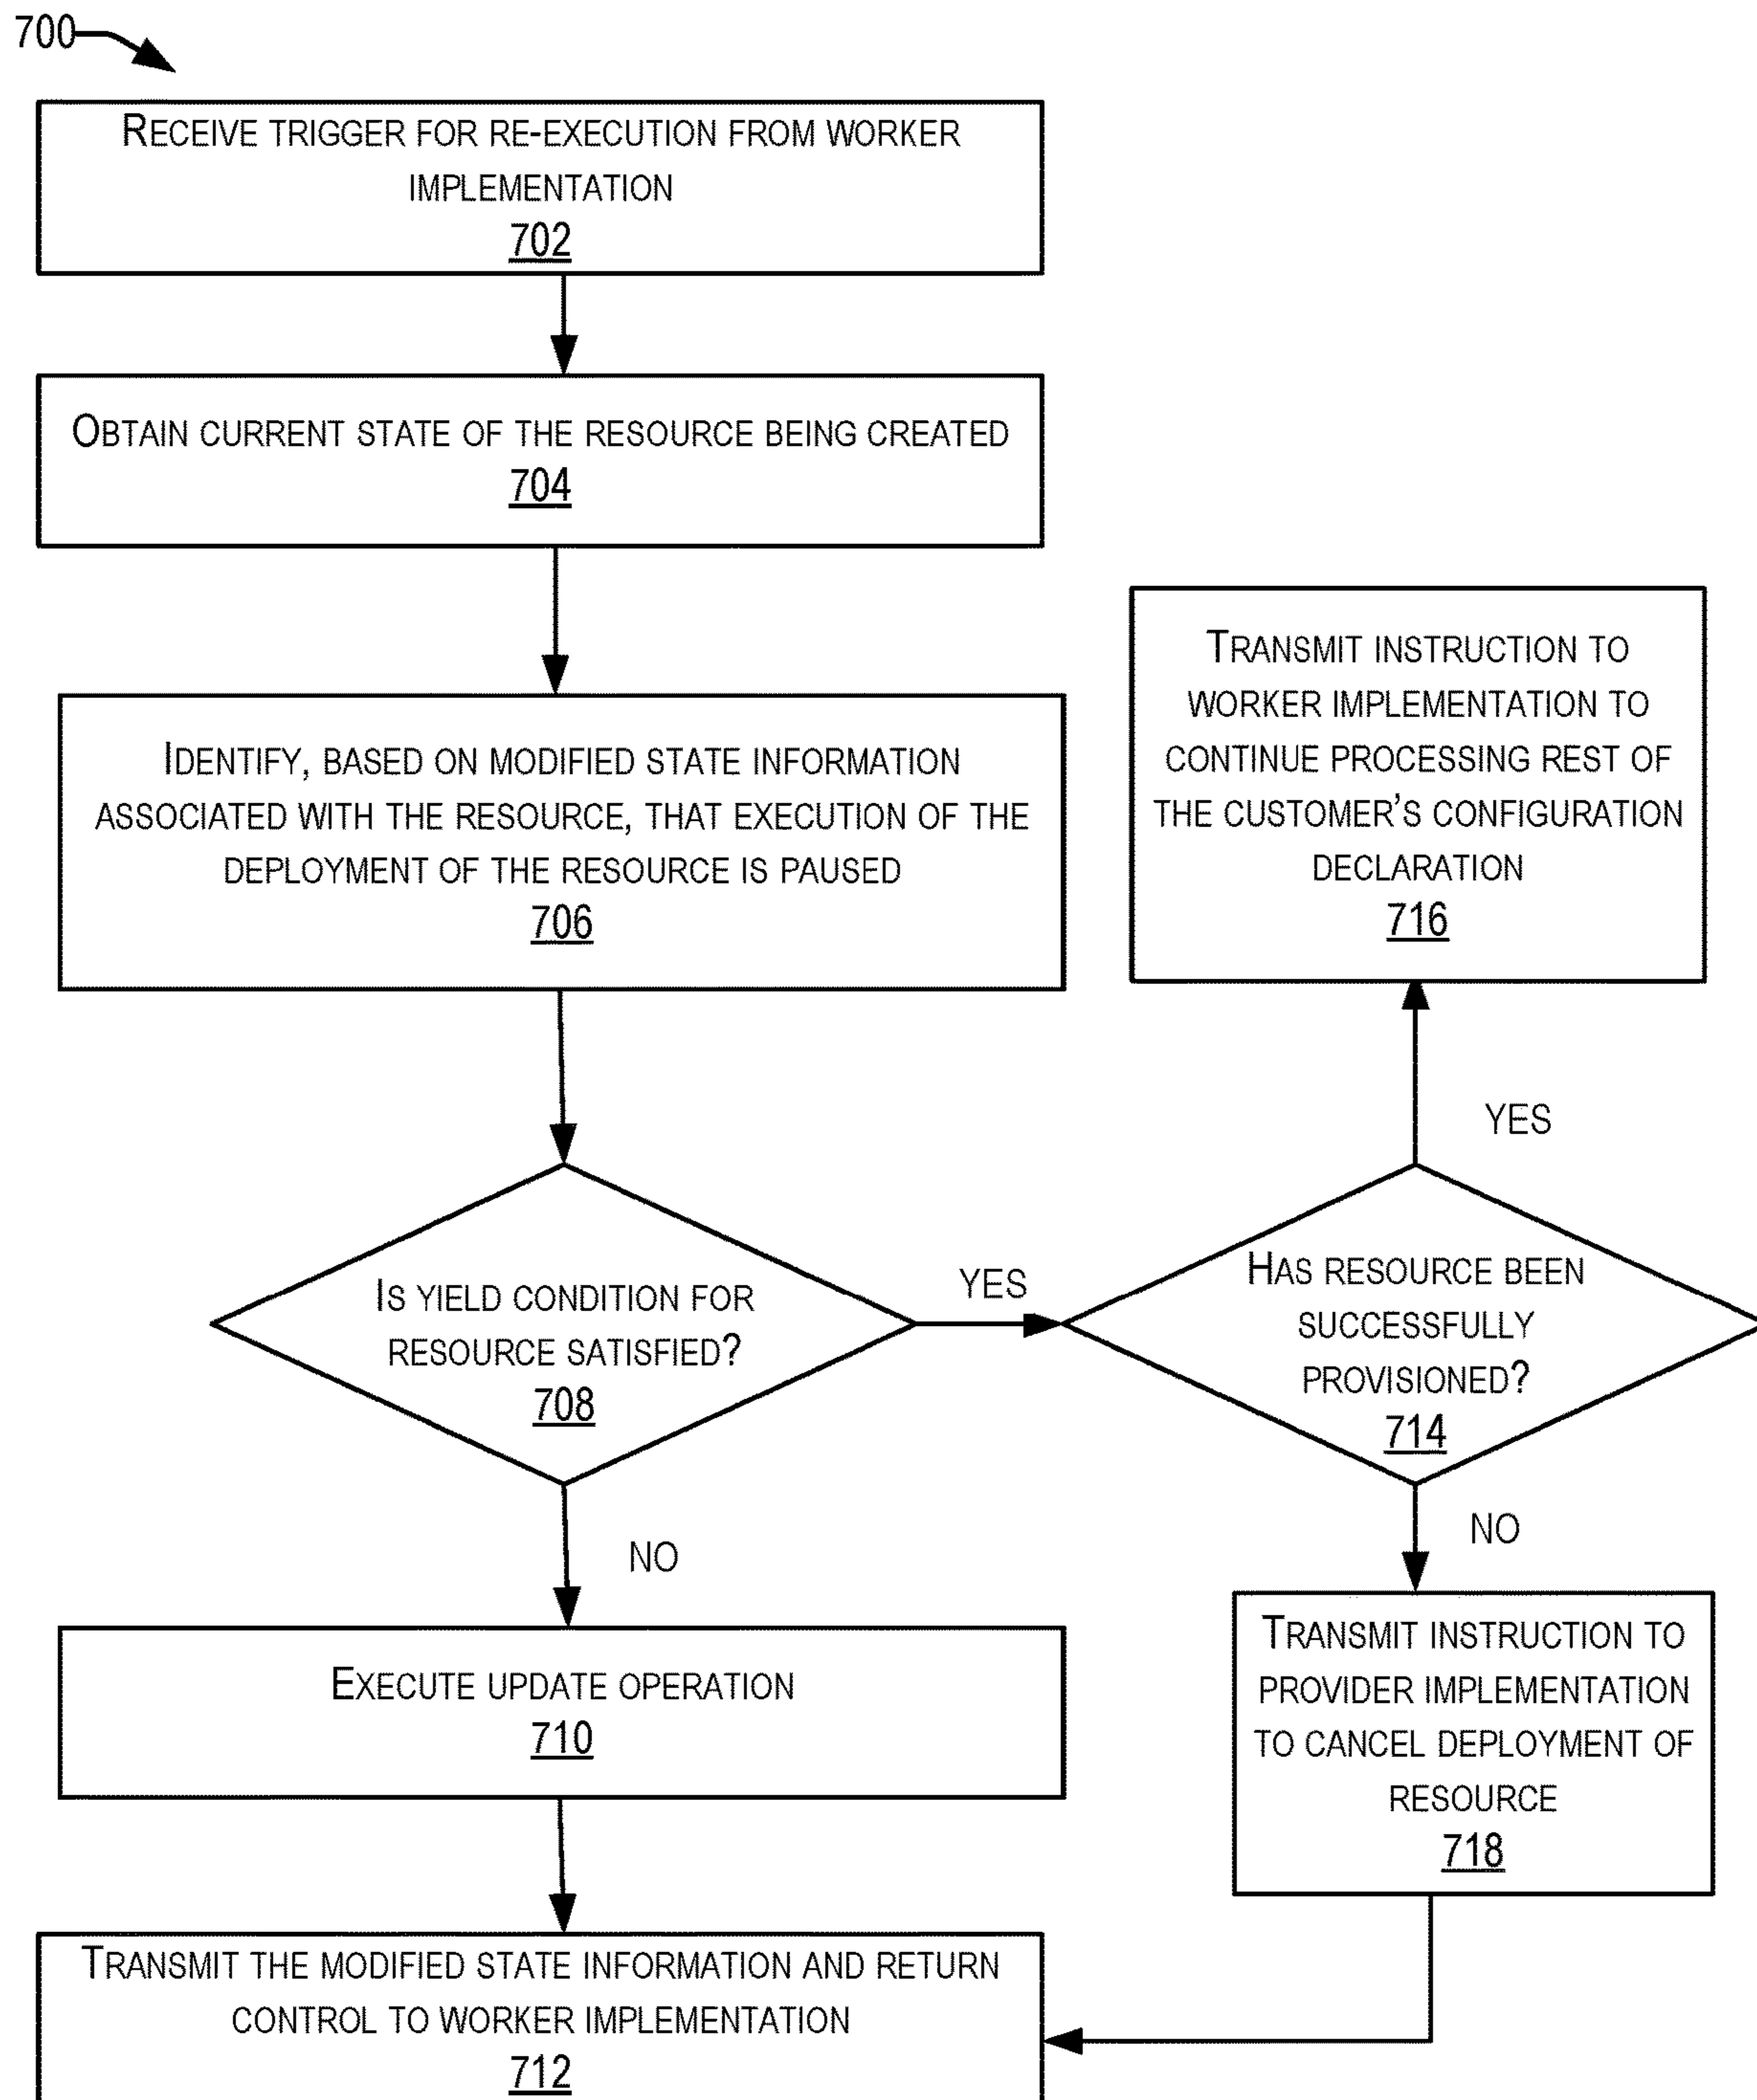 700
RECEIVE TRIGGER FOR RE-EXECUTION FROM WORKER
IMPLEMENTATION
702
OBTAIN CURRENT STATE OF THE RESOURCE BEING CREATED
704
IDENTIFY, BASED ON MODIFIED STATE INFORMATION
ASSOCIATED WITH THE RESOURCE, THAT EXECUTION OF THE
DEPLOYMENT OF THE RESOURCE IS PAUSED
706
TRANSMIT INSTRUCTION TO
WORKER IMPLEMENTATION TO
CONTINUE PROCESSING REST OF
THE CUSTOMER'S CONFIGURATION
DECLARATION
716
YES
IS YIELD CONDITION FOR
RESOURCE SATISFIED?
708
YES
HAS RESOURCE BEEN
SUCCESSFULLY
PROVISIONED?
714
NO
NO
EXECUTE UPDATE OPERATION
710
TRANSMIT INSTRUCTION TO
PROVIDER IMPLEMENTATION
TO CANCEL DEPLOYMENT OF
RESOURCE
718
TRANSMIT THE MODIFIED STATE INFORMATION AND RETURN
CONTROL TO WORKER IMPLEMENTATION
712